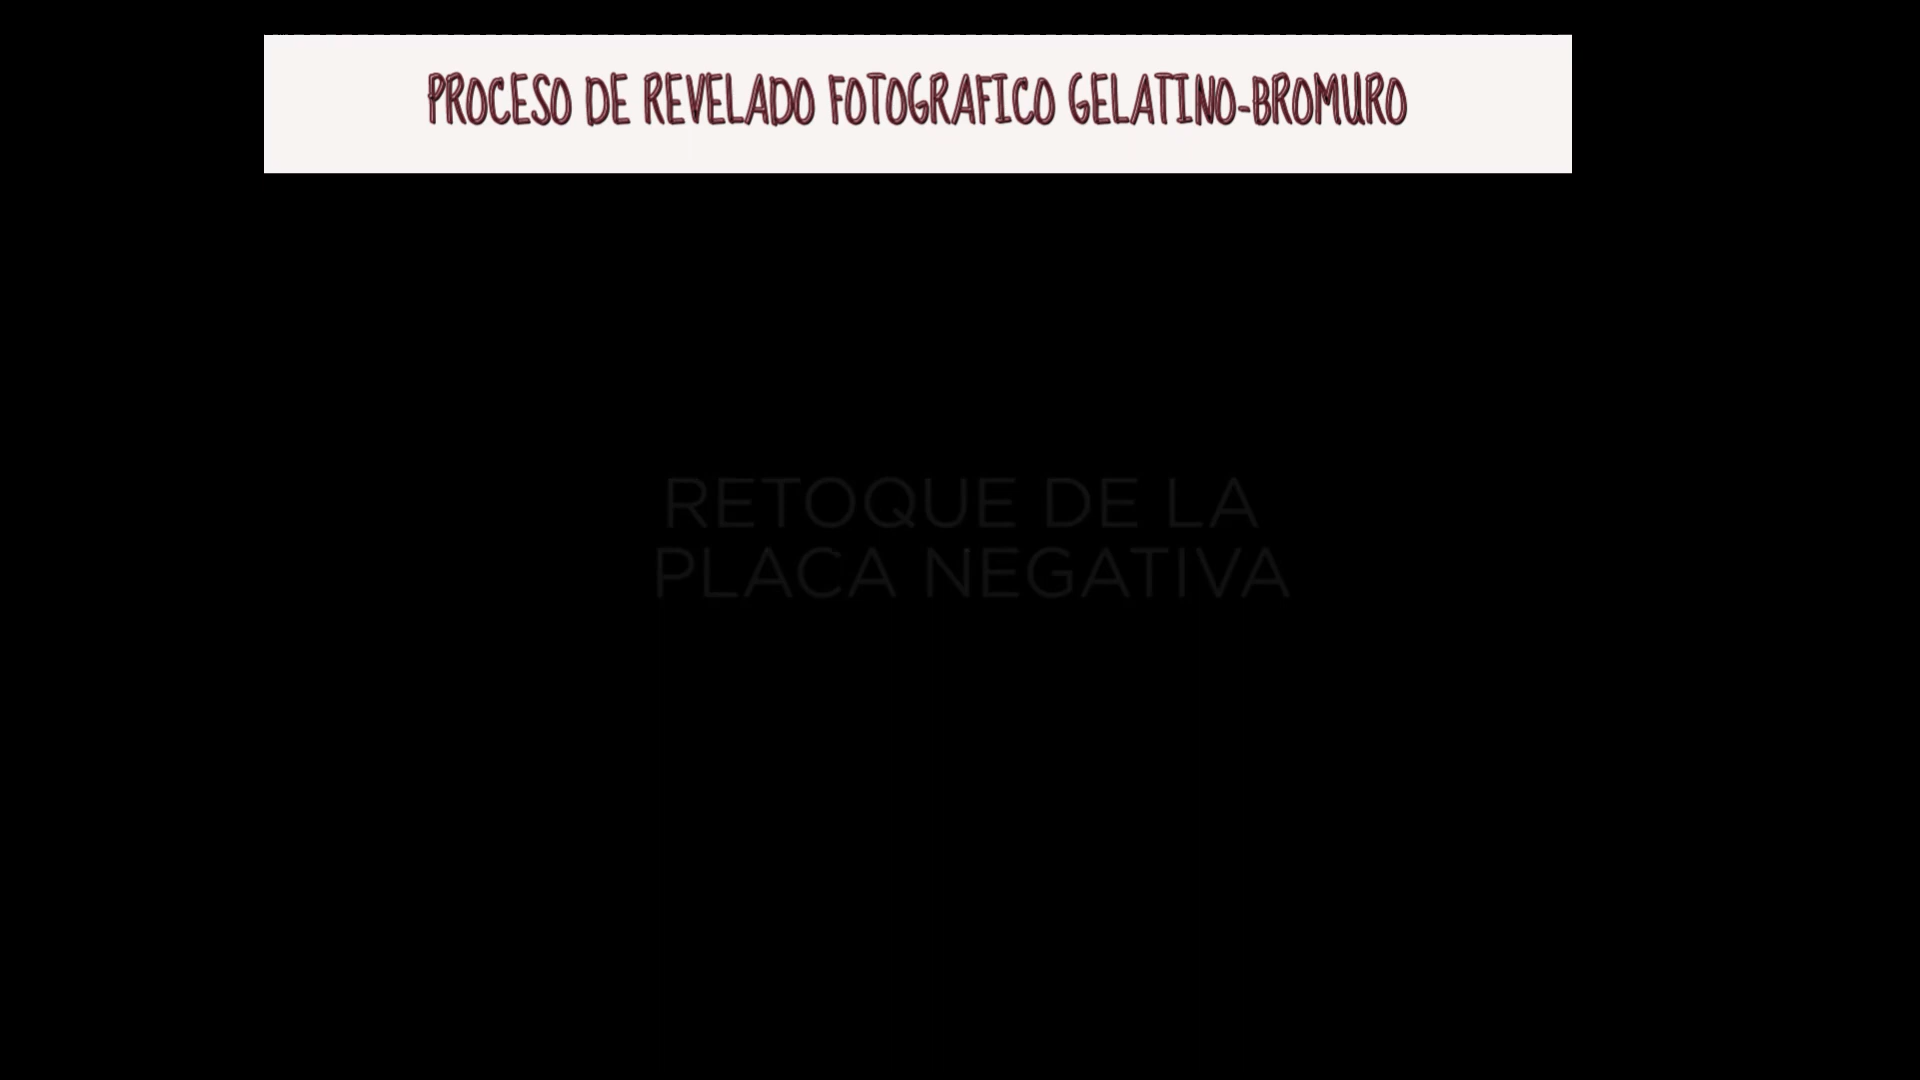 PROCESO DE REVELADO FOTOGRAFICO GELATINO-BROMURO
RETOQUE DE LA
PLACA NEGATIVA